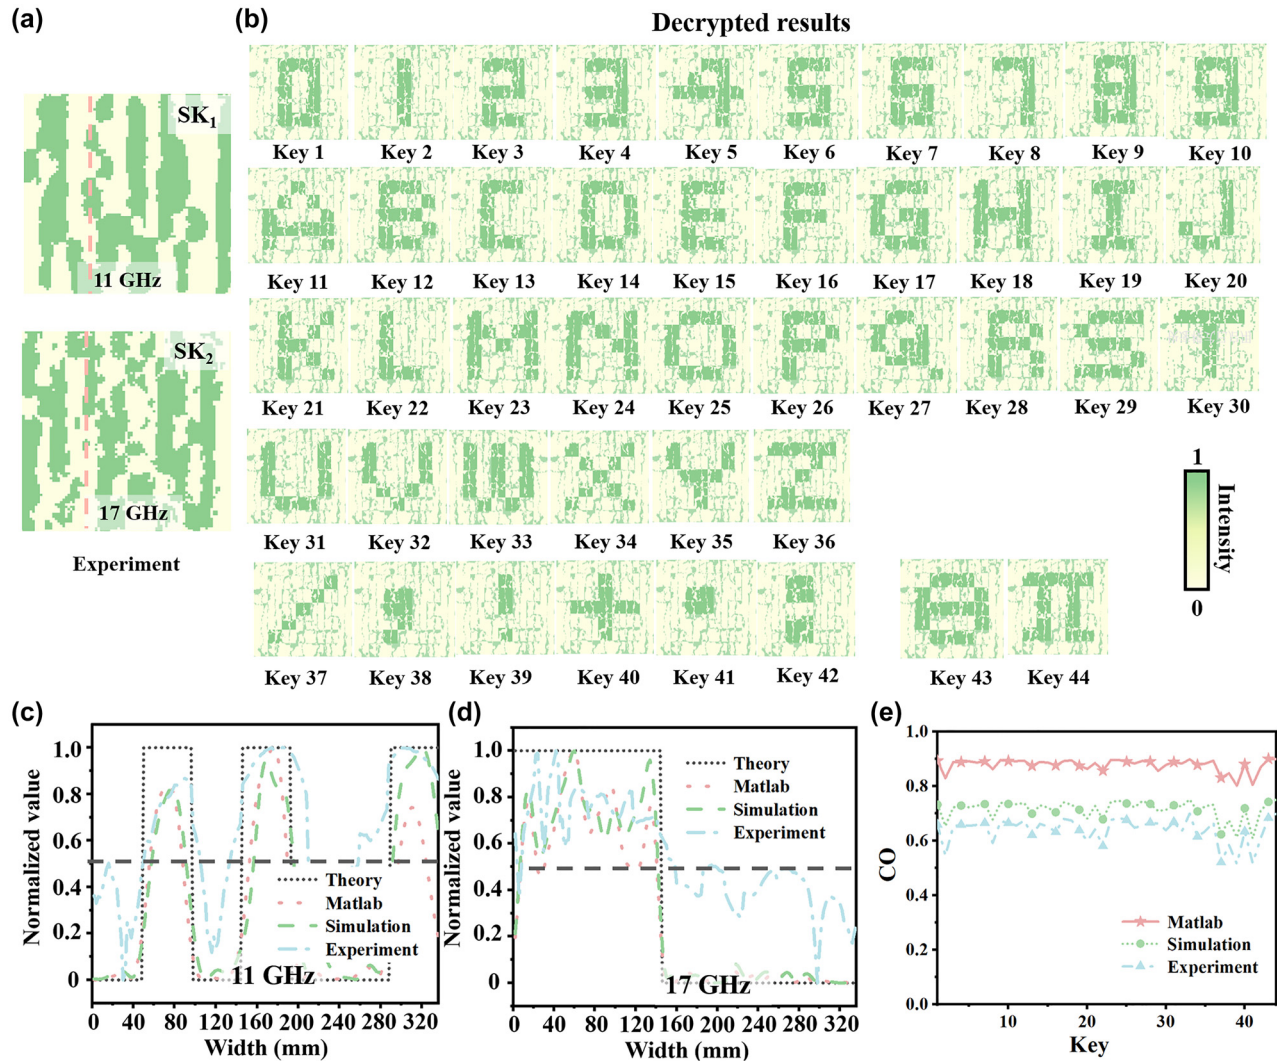 (a)
SK1
11 GHz
SK2
17 GHz
Experiment
(b)
Decrypted results
Key 1 Key 2 Key 3 Key 4 Key 5 Key 6 Key 7 Key 8 Key 9 Key 10
Key 11 Key 12 Key 13 Key 14 Key 15 Key 16 Key 17 Key 18 Key 19 Key 20
Key 21 Key 22 Key 23 Key 24 Key 25 Key 26 Key 27 Key 28 Key 29 Key 30
Key 31 Key 32 Key 33 Key 34 Key 35 Key 36
Key 37 Key 38 Key 39 Key 40 Key 41 Key 42 Key 43 Key 44
1
Intensity
0
(c)
Normalized value
1.0
0.8
0.6
0.4
0.2
0
Theory
Matlab
Simulation
Experiment
11 GHz
0 40 80 120 160 200 240 280 320
Width (mm)
(d)
Normalized value
1.0
0.8
0.6
0.4
0.2
0
Theory
Matlab
Simulation
Experiment
17 GHz
0 40 80 120 160 200 240 280 320
Width (mm)
(e)
CO
1.0
0.8
0.6
0.4
0.2
0.0
Matlab
Simulation
Experiment
10 20 30 40
Key